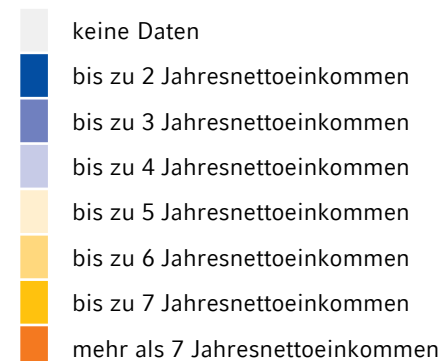 keine Daten
bis zu 2 Jahresnettoeinkommen
bis zu 3 Jahresnettoeinkommen
bis zu 4 Jahresnettoeinkommen
bis zu 5 Jahresnettoeinkommen
bis zu 6 Jahresnettoeinkommen
bis zu 7 Jahresnettoeinkommen
mehr als 7 Jahresnettoeinkommen